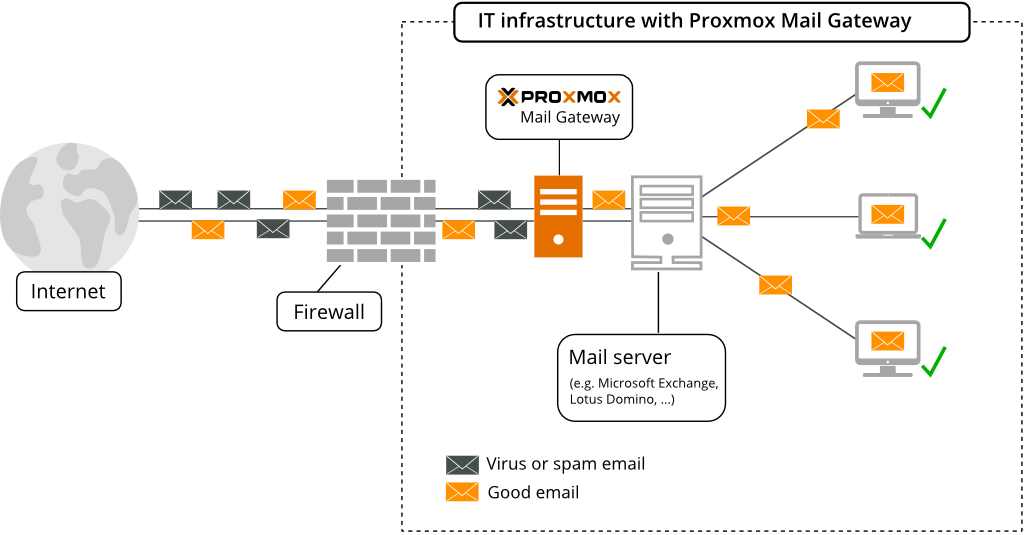 IT infrastructure with Proxmox Mail Gateway
PROXMOX
Mail Gateway
Internet
Firewall
Mail server
(e.g. Microsoft Exchange,
Lotus Domino, ...)
Virus or spam email
Good email